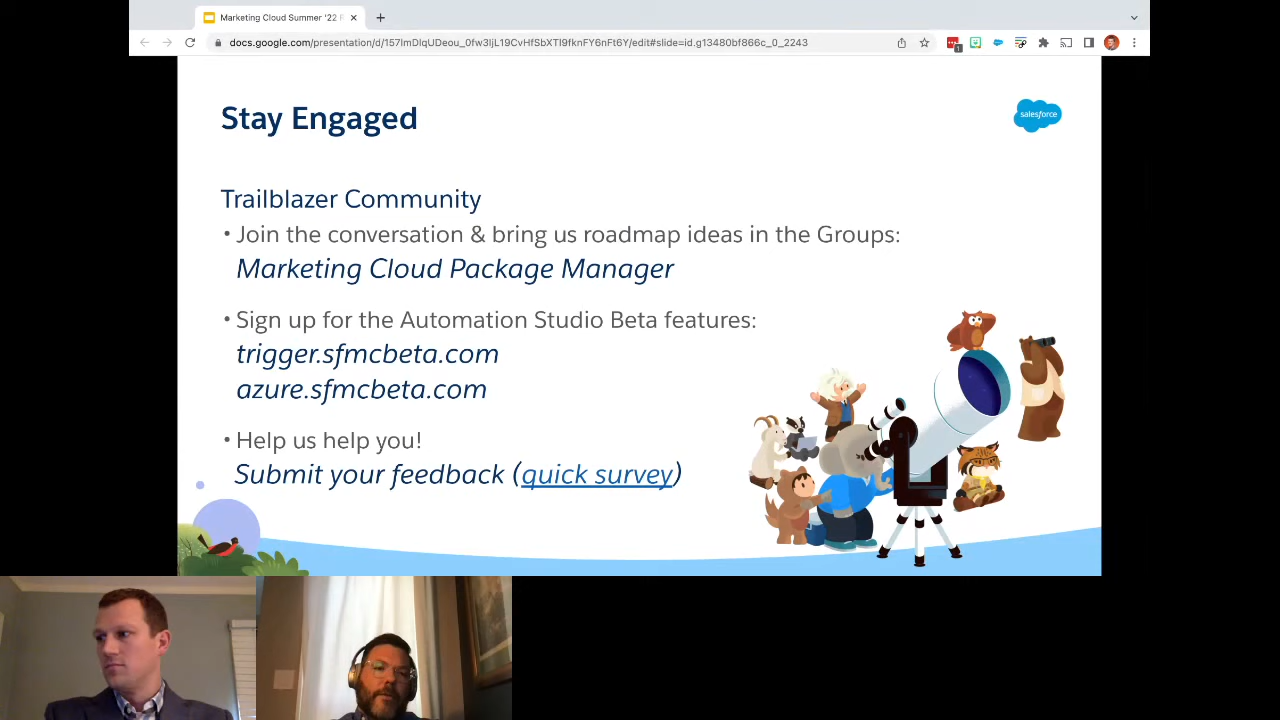 Marketing Cloud Summer '22 R
docs.google.com/presentation/d/157lmDlqUDeou_0fw3ljL19CvHfSbXTl9fknFY6nFt6Y/edit#slide=id.g13480bf866c_0_2243
Stay Engaged
salesforce
Trailblazer Community
• Join the conversation & bring us roadmap ideas in the Groups:
Marketing Cloud Package Manager
• Sign up for the Automation Studio Beta features:
trigger.sfmcbeta.com
azure.sfmcbeta.com
• Help us help you!
Submit your feedback (quick survey)